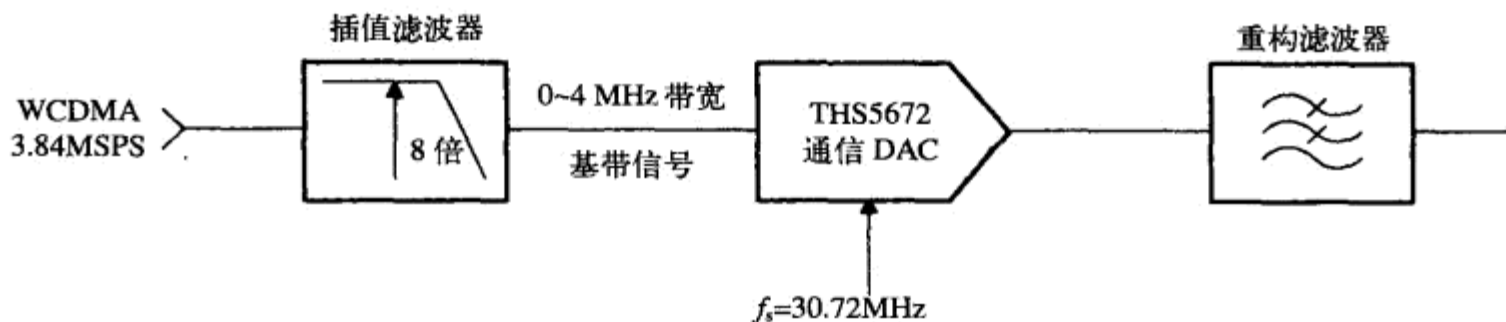 插值滤波器
重构滤波器
WCDMA
3.84MSPS
8 倍
0~4 MHz 带宽
基带信号
THS5672
通信 DAC
fs=30.72MHz